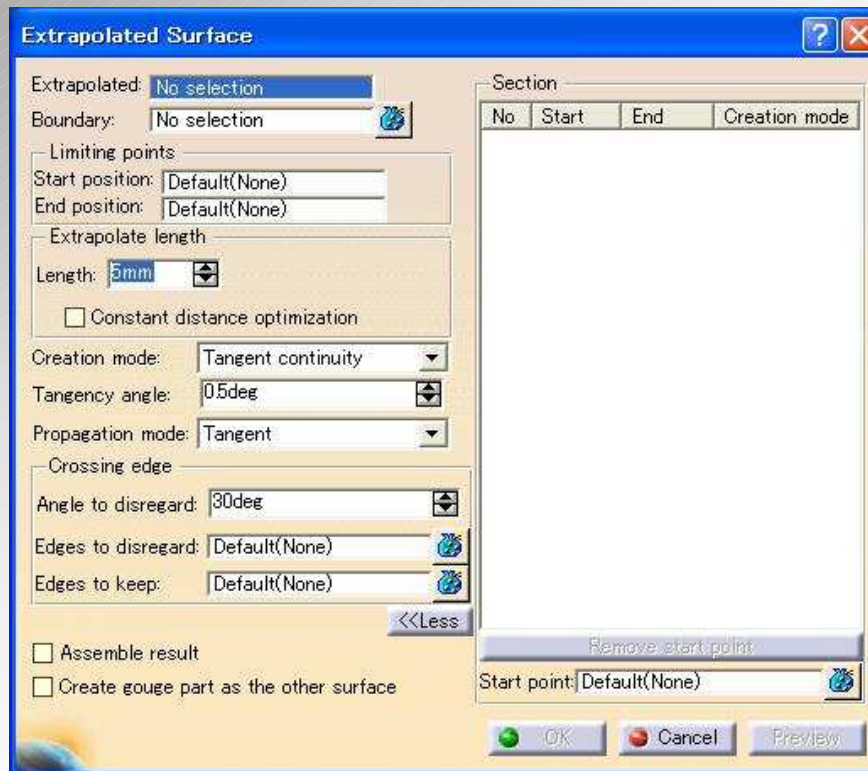 Extrapolated Surface
?
Extrapolated: No selection
Boundary: No selection
Limiting points
Start position: Default(None)
End position: Default(None)
Extrapolate length
Length: 5mm
Constant distance optimization
Creation mode: Tangent continuity
Tangency angle: 0.5deg
Propagation mode: Tangent
Crossing edge
Angle to disregard: 30deg
Edges to disregard: Default(None)
Edges to keep: Default(None)
<<Less
Assemble result
Create gouge part as the other surface
Section
No Start End Creation mode
Remove start point
Start point: Default(None)
OK Cancel Preview